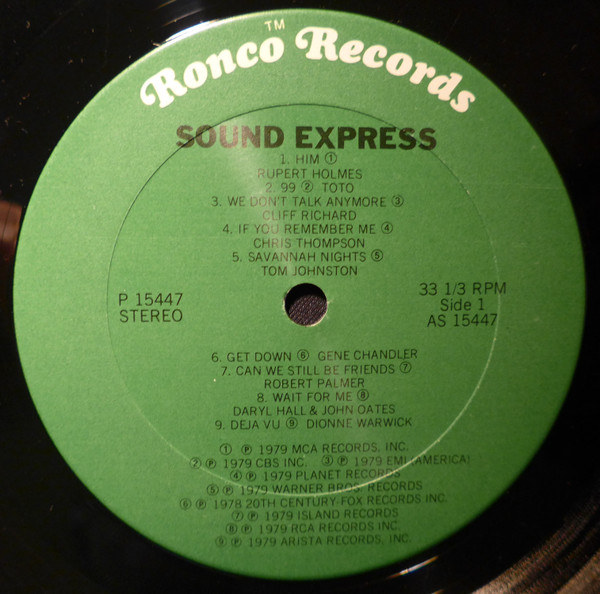 Ronco™ Records
SOUND EXPRESS
1. HIM ①
RUPERT HOLMES
2. 99 ② TOTO
3. WE DON'T TALK ANYMORE ③
CLIFF RICHARD
4. IF YOU REMEMBER ME ④
CHRIS THOMPSON
5. SAVANNAH NIGHTS ⑤
TOM JOHNSTON
P 15447
STEREO
33 1/3 RPM
Side 1
AS 15447
6. GET DOWN ⑥ GENE CHANDLER
7. CAN WE STILL BE FRIENDS ⑦
ROBERT PALMER
8. WAIT FOR ME ⑧
DARYL HALL & JOHN OATES
9. DEJA VU ⑨ DIONNE WARWICK
① ℗ 1979 MCA RECORDS, INC.
② ℗ 1979 CBS INC. ③ ℗ 1979 EMI (AMERICA)
④ ℗ 1979 PLANET RECORDS
⑤ ℗ 1979 WARNER BROS. RECORDS
⑥ ℗ 1978 20TH CENTURY-FOX RECORDS INC.
⑦ ℗ 1979 ISLAND RECORDS
⑧ ℗ 1979 RCA RECORDS INC.
⑨ ℗ 1979 ARISTA RECORDS, INC.